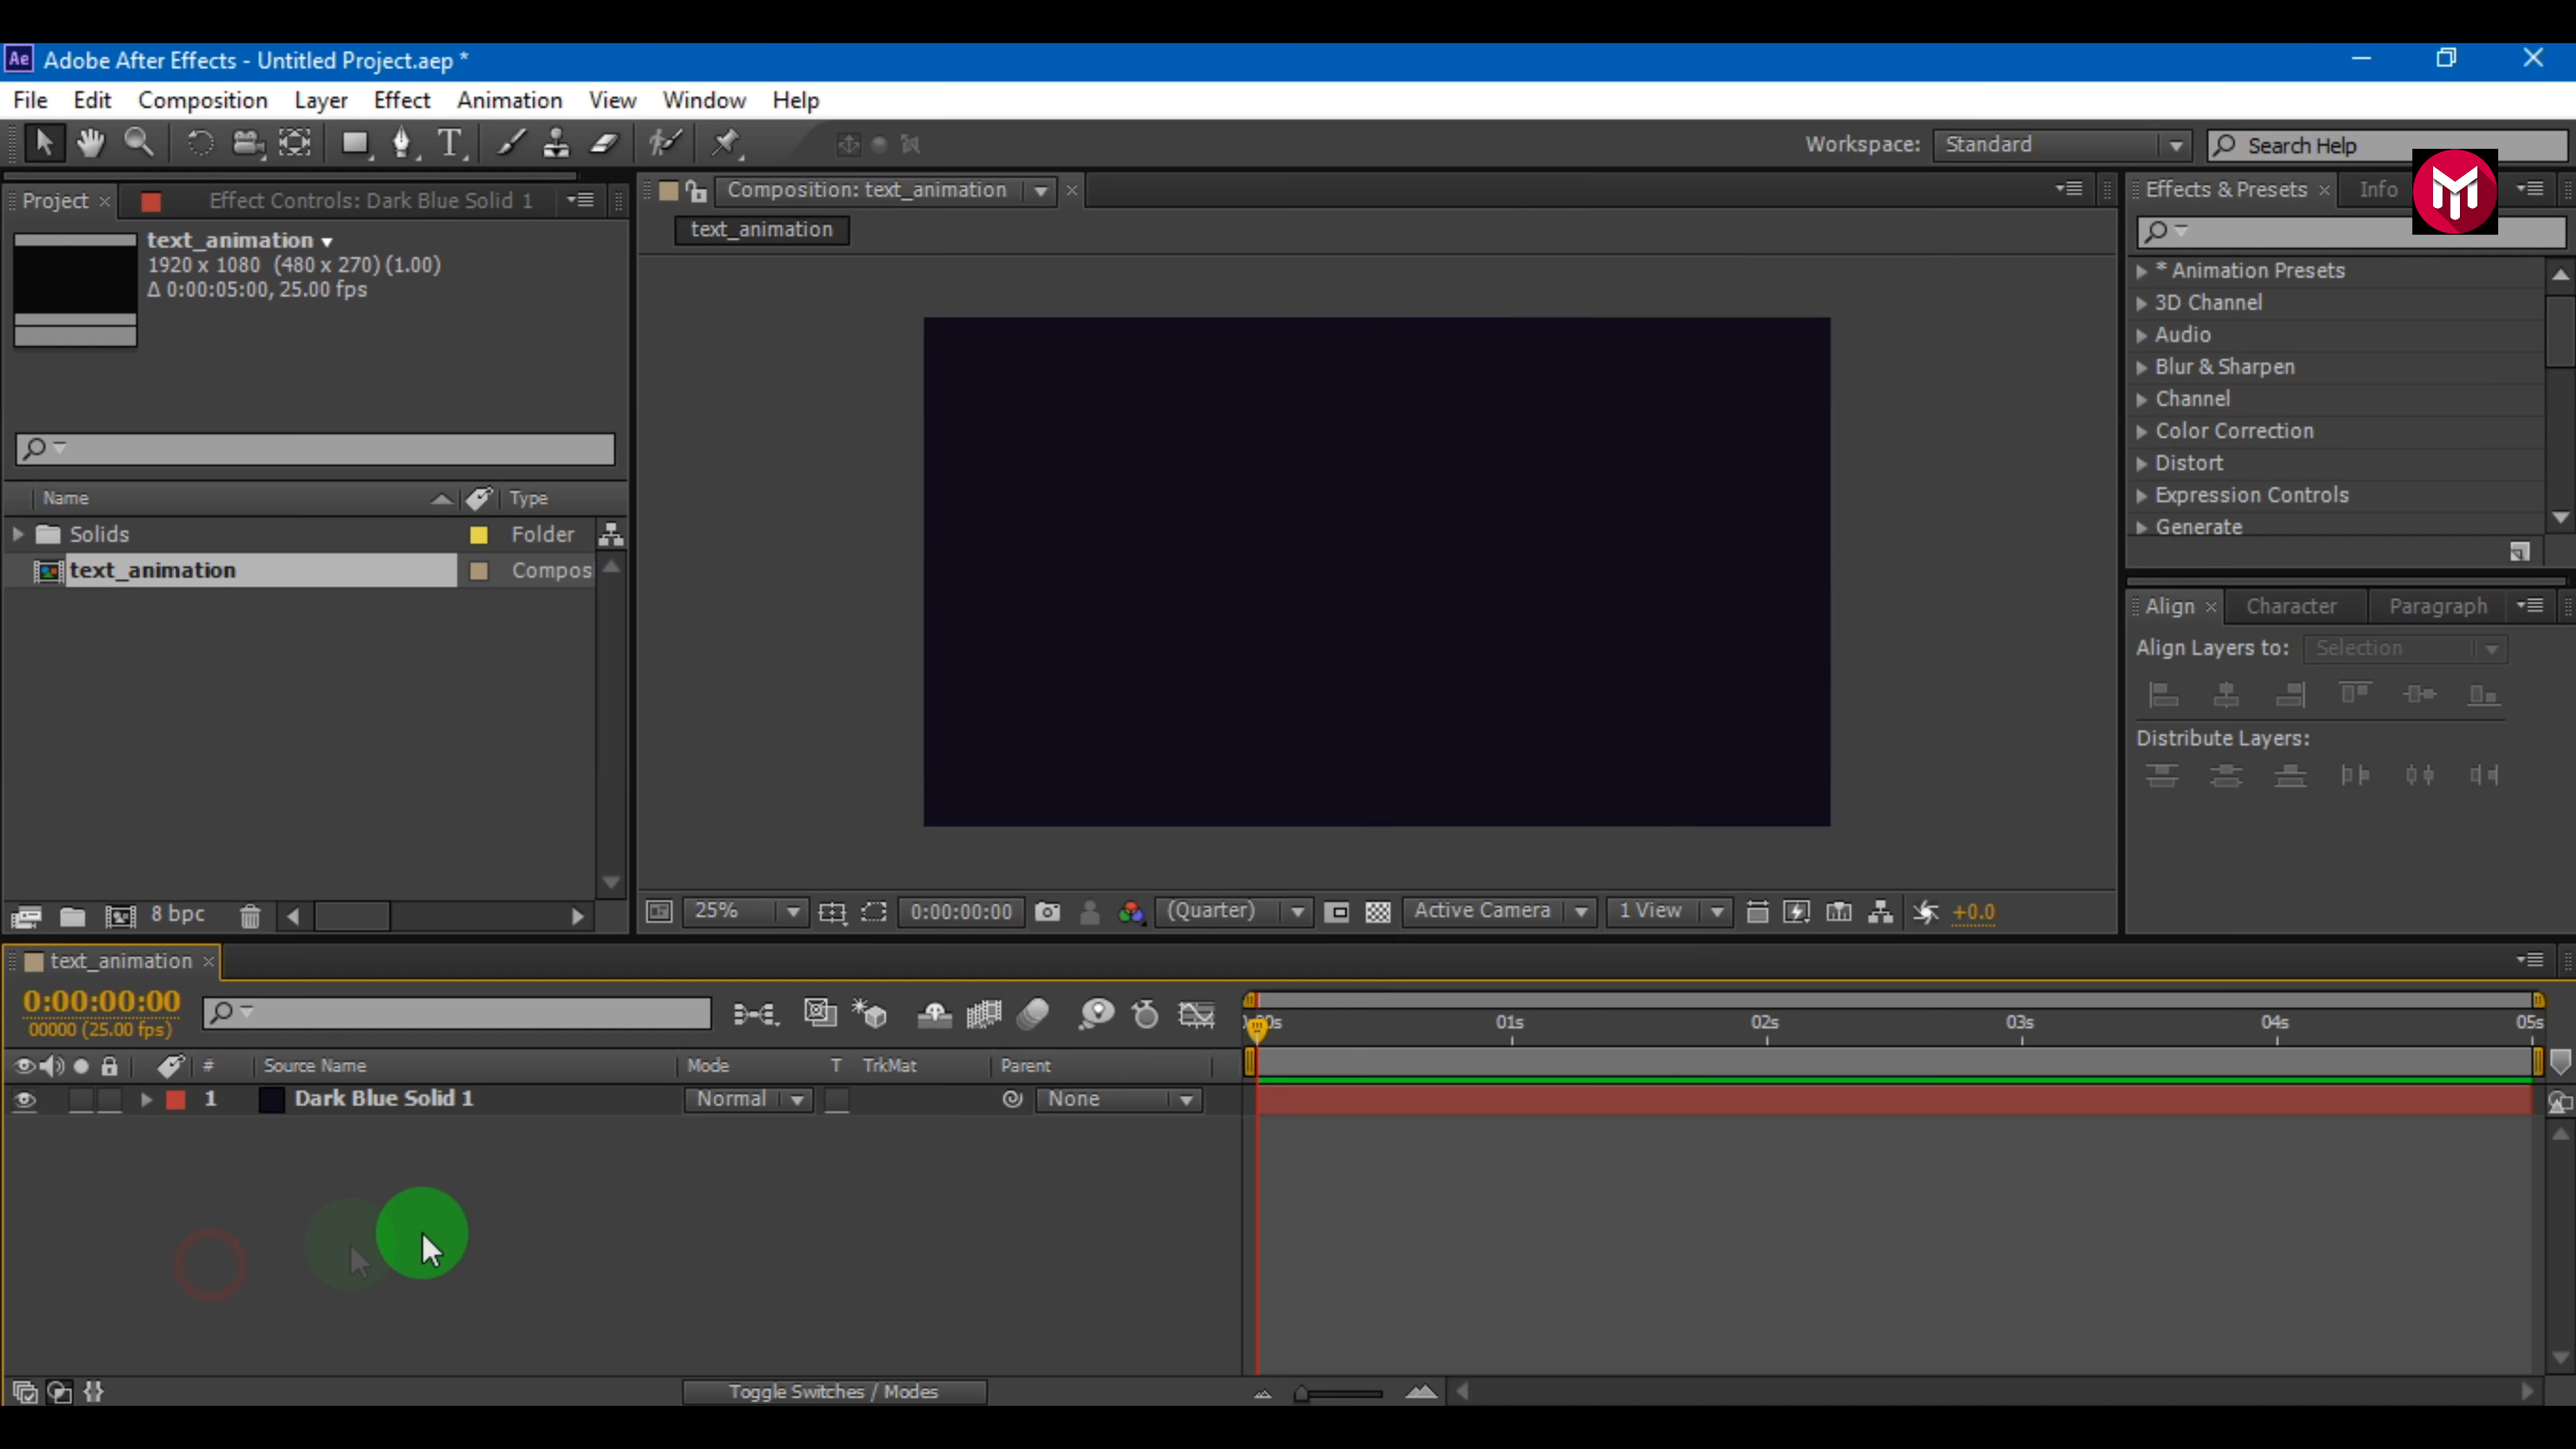 Ae Adobe After Effects - Untitled Project.aep *
File Edit Composition Layer Effect Animation View Window Help
T Workspace: Standard Search Help
Project × Effect Controls: Dark Blue Solid 1
Composition: text_animation ×
Effects & Presets × Info
text_animation
text_animation
1920 x 1080 (480 x 270) (1.00)
Δ 0:00:05:00, 25.00 fps
* Animation Presets
3D Channel
Audio
Blur & Sharpen
Channel
Color Correction
Distort
Expression Controls
Generate
Name Type
Solids Folder
text_animation Compos
Align × Character Paragraph
Align Layers to: Selection
Distribute Layers:
8 bpc
25% 0:00:00:00 (Quarter) Active Camera 1 View +0.0
text_animation ×
0:00:00:00
00000 (25.00 fps)
01s 02s 03s 04s 05s
# Source Name Mode T TrkMat Parent
1 Dark Blue Solid 1 Normal None
Toggle Switches / Modes